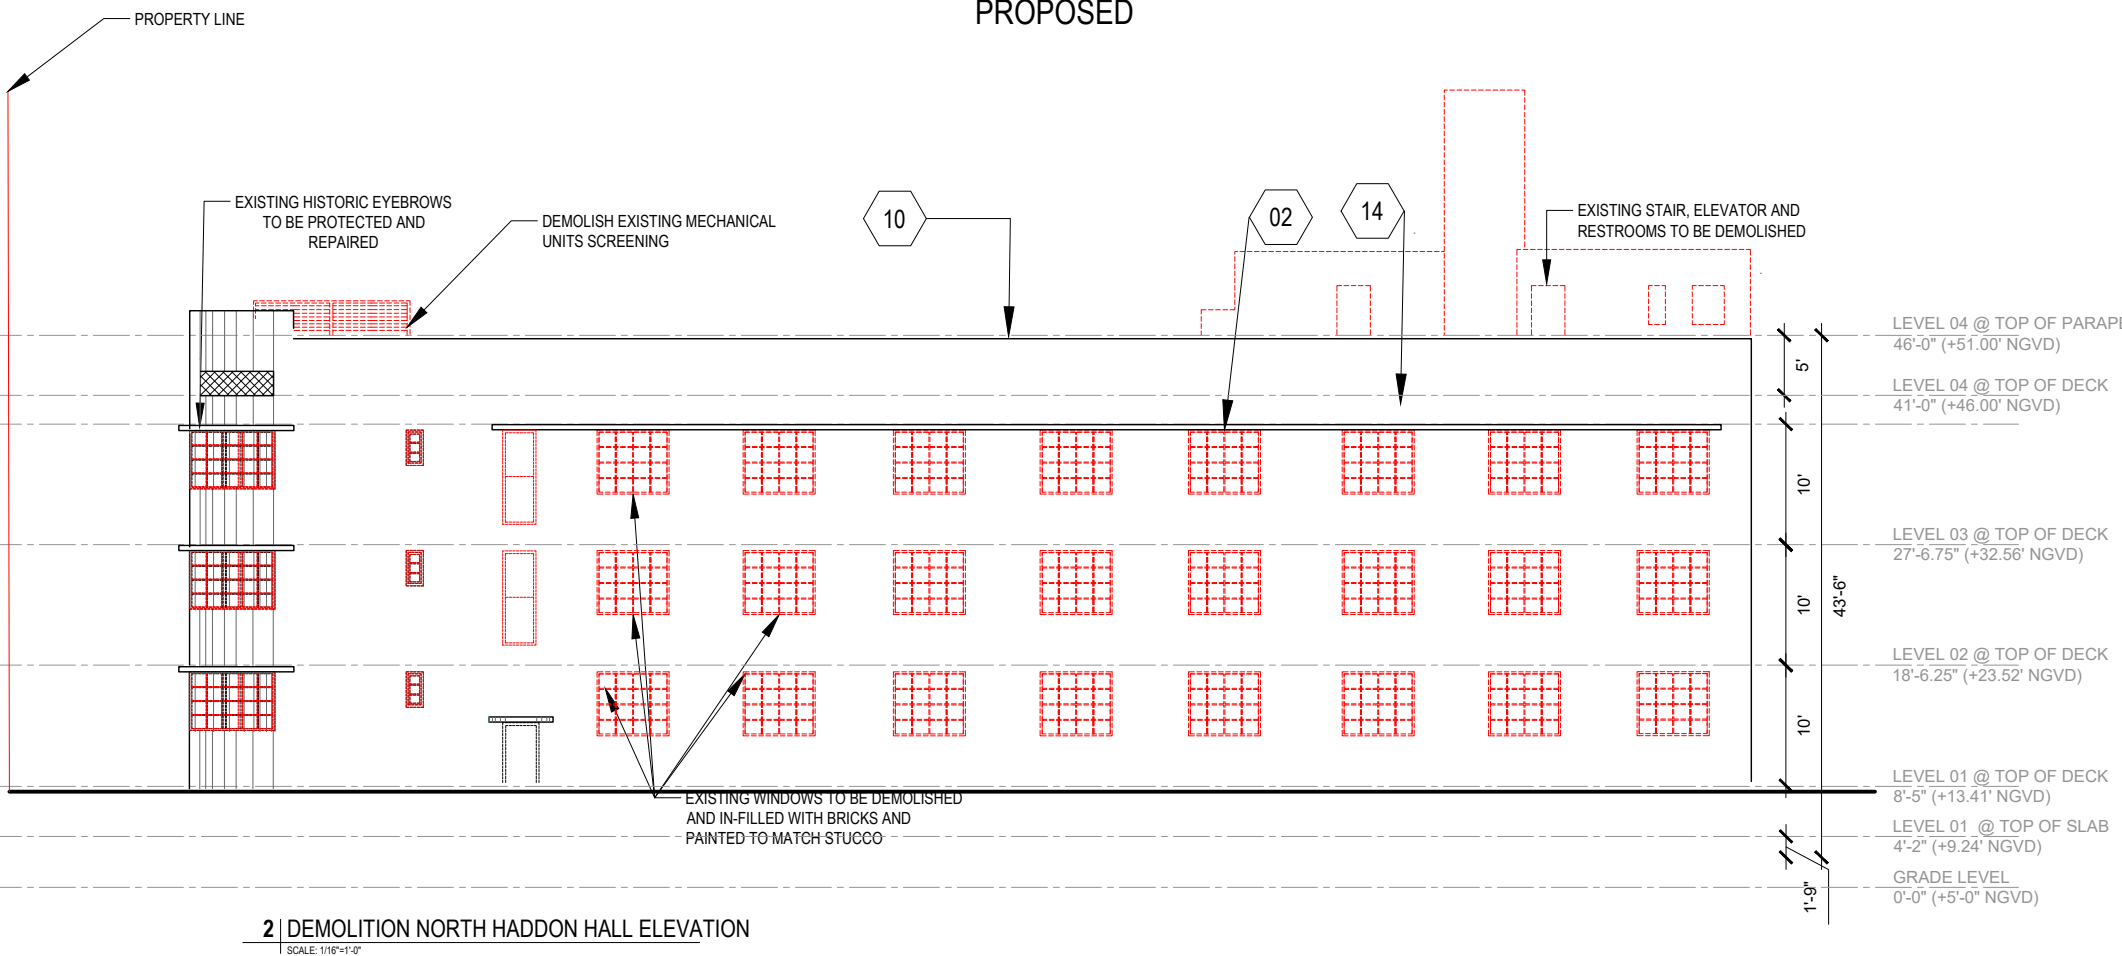 PROPOSED
PROPERTY LINE
EXISTING HISTORIC EYEBROWS
TO BE PROTECTED AND
REPAIRED
DEMOLISH EXISTING MECHANICAL
UNITS SCREENING
10
02
14
EXISTING STAIR, ELEVATOR AND
RESTROOMS TO BE DEMOLISHED
LEVEL 04 @ TOP OF PARAPE
46'-0" (+51.00' NGVD)
5'
LEVEL 04 @ TOP OF DECK
41'-0" (+46.00' NGVD)
10'
LEVEL 03 @ TOP OF DECK
27'-6.75" (+32.56' NGVD)
10'
43'-6"
LEVEL 02 @ TOP OF DECK
18'-6.25" (+23.52' NGVD)
10'
LEVEL 01 @ TOP OF DECK
8'-5" (+13.41' NGVD)
EXISTING WINDOWS TO BE DEMOLISHED
AND IN-FILLED WITH BRICKS AND
PAINTED TO MATCH STUCCO
LEVEL 01 @ TOP OF SLAB
4'-2" (+9.24' NGVD)
GRADE LEVEL
0'-0" (+5'-0" NGVD)
1'-9"
2 DEMOLITION NORTH HADDON HALL ELEVATION
SCALE: 1/16"=1'-0"